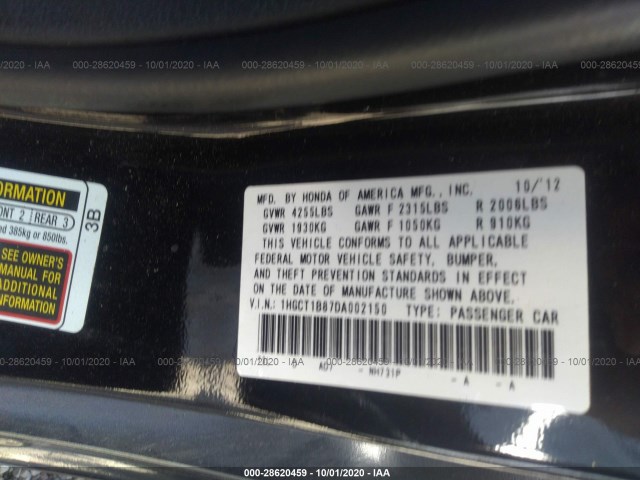 000-28620459 - 10/01/2020 - IAA
000-28620459 - 10/01/2020 - IAA
000-28620459 - 10/01/2020 - IAA
ORMATION
ONT 2 REAR 3
d 385kg or 850lbs.
3B
SEE OWNER'S
MANUAL FOR
ADDITIONAL
NFORMATION
MFD. BY HONDA OF AMERICA MFG., INC. 10/'12
GVWR 4255LBS GAWR F 2315LBS R 2006LBS
GVWR 1930KG GAWR F 1050KG R 910KG
THIS VEHICLE CONFORMS TO ALL APPLICABLE
FEDERAL MOTOR VEHICLE SAFETY, BUMPER,
AND THEFT PREVENTION STANDARDS IN EFFECT
ON THE DATE OF MANUFACTURE SHOWN ABOVE.
V.I.N.: 1HGCT1B87DA002150 TYPE: PASSENGER CAR
- NH731P - A - A
000-28620459 - 10/01/2020 - IAA
000-28620459 - 10/01/2020 - IAA
000-28620459 - 10/01/2020 - IAA